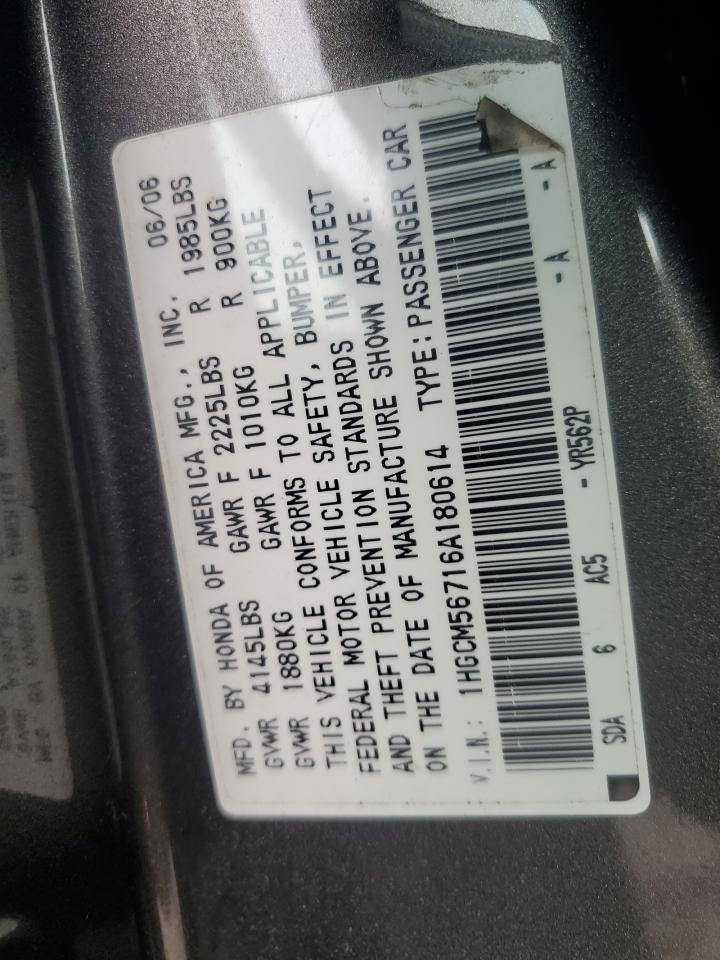 MFD. BY HONDA OF AMERICA MFG., INC. 06/06
GVWR 4145LBS GAWR F 2225LBS R 1985LBS
GVWR 1880KG GAWR F 1010KG R 900KG
THIS VEHICLE CONFORMS TO ALL APPLICABLE
FEDERAL MOTOR VEHICLE SAFETY, BUMPER,
AND THEFT PREVENTION STANDARDS IN EFFECT
ON THE DATE OF MANUFACTURE SHOWN ABOVE.
V.I.N.: 1HGCM56716A180614 TYPE: PASSENGER CAR
SDA 6 AC5 - YR562P - A - A